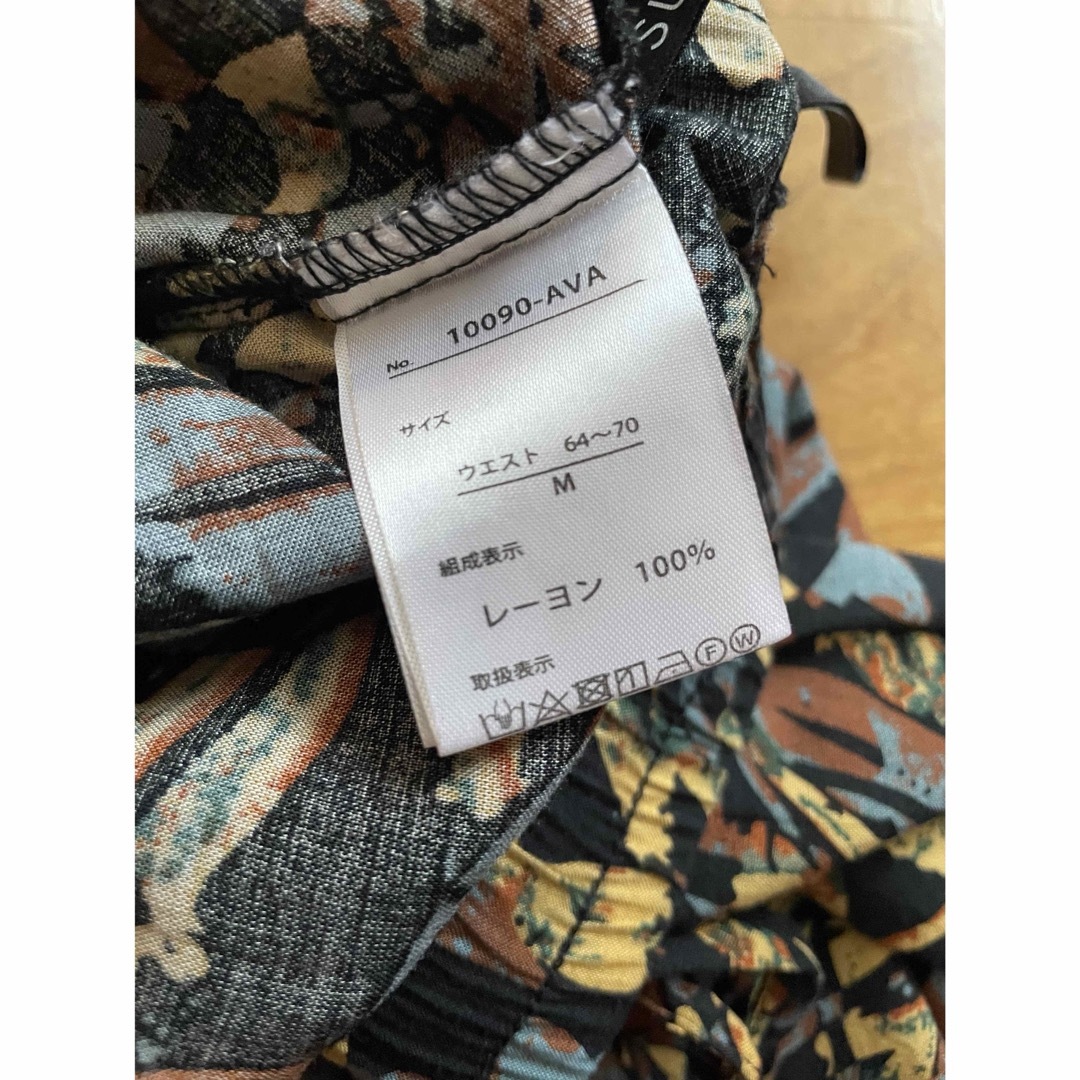 No. 10090-AVA
サイズ
ウエスト 64〜70
M
組成表示
レーヨン 100%
取扱表示
F W